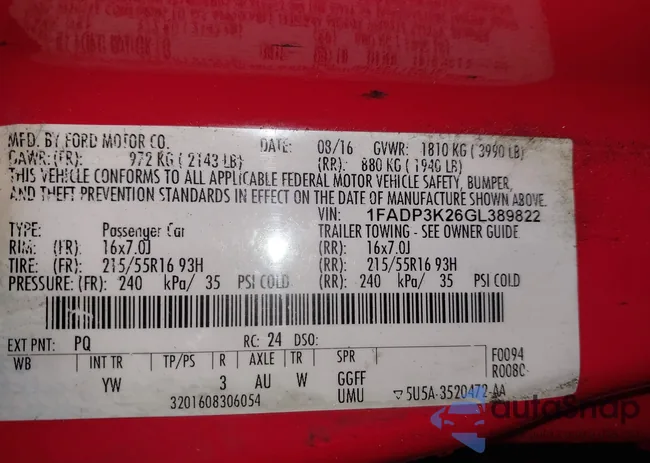 MFD. BY FORD MOTOR CO. DATE: 08/16 GVWR: 1810 KG ( 3990 LB)
GAWR: (FR): 972 KG ( 2143 LB) (RR): 880 KG ( 1940 LB)
THIS VEHICLE CONFORMS TO ALL APPLICABLE FEDERAL MOTOR VEHICLE SAFETY, BUMPER,
AND THEFT PREVENTION STANDARDS IN EFFECT ON THE DATE OF MANUFACTURE SHOWN ABOVE.
VIN: 1FADP3K26GL389822
TYPE: Passenger Car TRAILER TOWING - SEE OWNER GUIDE
RIM: (FR): 16x7.0J (RR): 16x7.0J
TIRE: (FR): 215/55R16 93H (RR): 215/55R16 93H
PRESSURE: (FR): 240 kPa/ 35 PSI COLD (RR): 240 kPa/ 35 PSI COLD
EXT PNT: PQ RC: 24 DSO:
WB INT TR TP/PS R AXLE TR SPR F0094
R0080-
YW 3 AU W GGFF
3201608306054 UMU ▽5U5A-3520472-AA
autoSnap